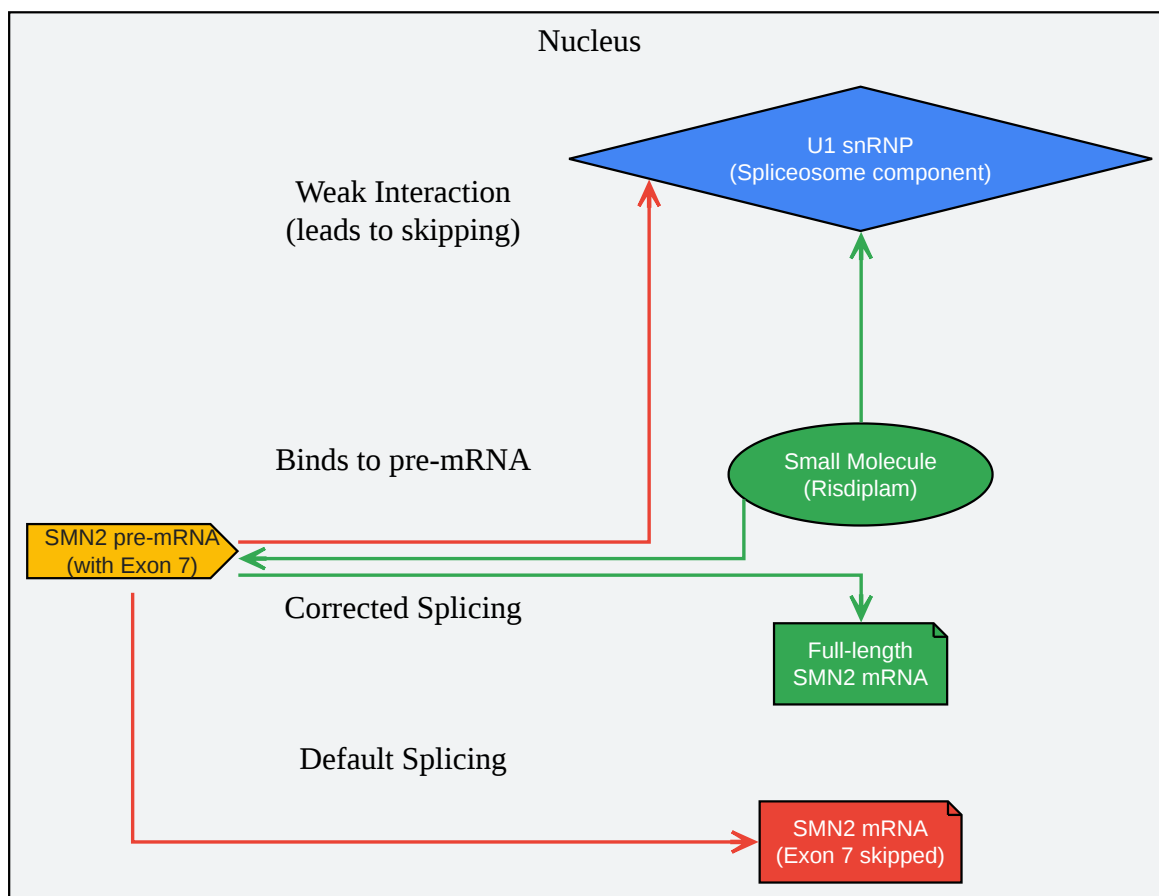 Nucleus
U1 snRNP
(Spliceosome component)
Weak Interaction
(leads to skipping)
Binds to pre-mRNA
Small Molecule
(Risdiplam)
SMN2 pre-mRNA
(with Exon 7)
Corrected Splicing
Full-length
SMN2 mRNA
Default Splicing
SMN2 mRNA
(Exon 7 skipped)